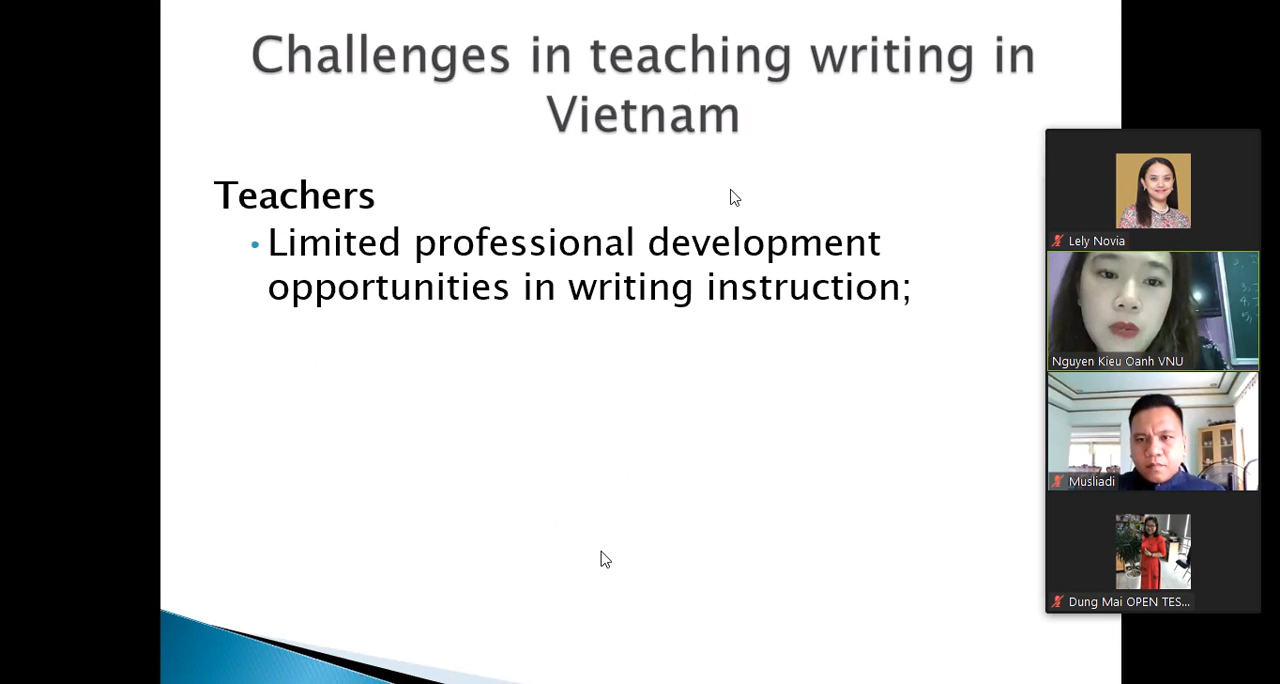 Challenges in teaching writing in
Vietnam
Teachers
• Limited professional development
opportunities in writing instruction;
Lely Novia
Nguyen Kieu Oanh VNU
Musliadi
Dung Mai OPEN TES...